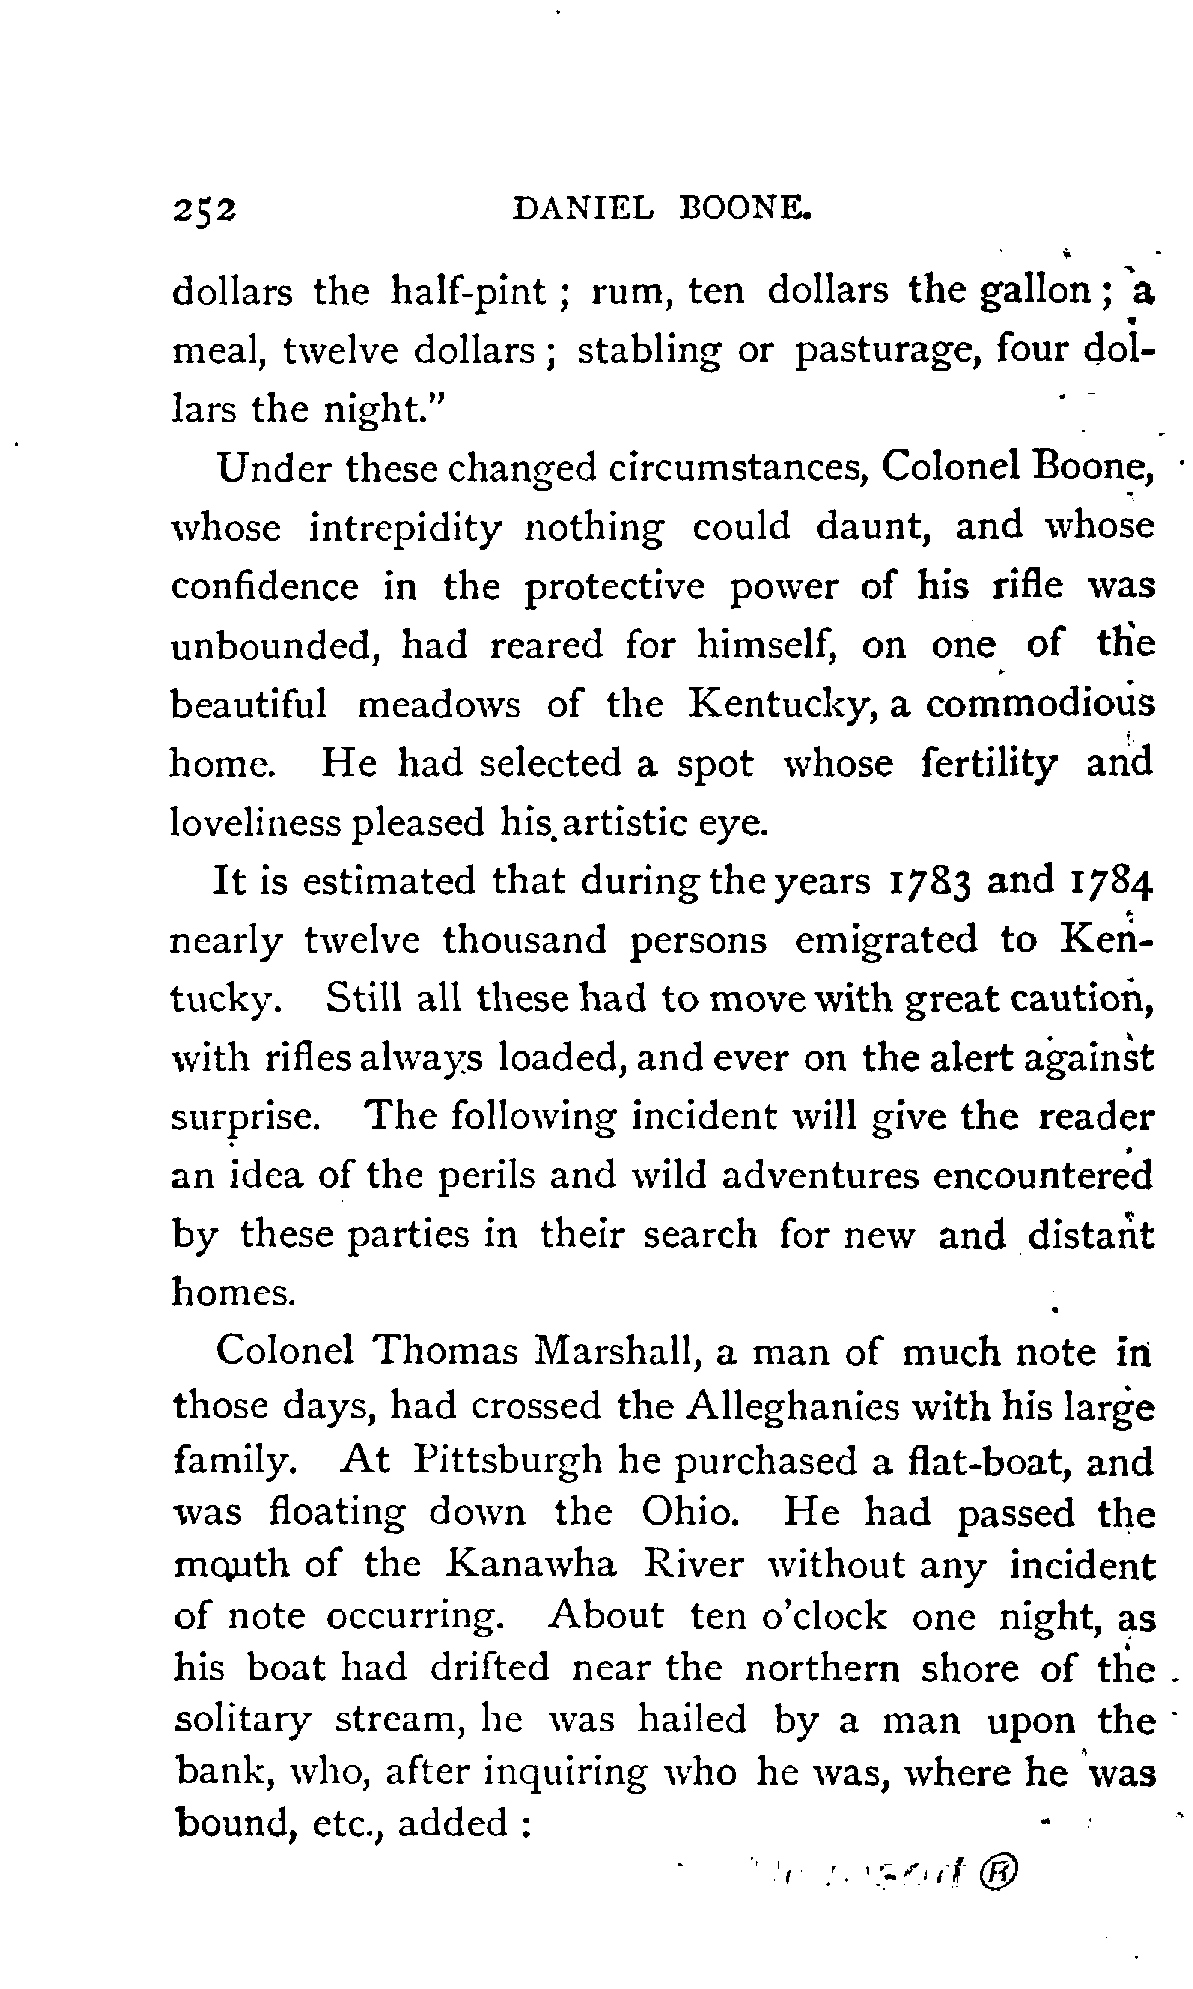 252 DANIEL BOONE.
dollars the half-pint ; rum, ten dollars the gallon ; a
meal, twelve dollars ; stabling or pasturage, four dol-
lars the night."
Under these changed circumstances, Colonel Boone,
whose intrepidity nothing could daunt, and whose
confidence in the protective power of his rifle was
unbounded, had reared for himself, on one of the
beautiful meadows of the Kentucky, a commodious
home. He had selected a spot whose fertility and
loveliness pleased his artistic eye.
It is estimated that during the years 1783 and 1784
nearly twelve thousand persons emigrated to Ken-
tucky. Still all these had to move with great caution,
with rifles always loaded, and ever on the alert against
surprise. The following incident will give the reader
an idea of the perils and wild adventures encountered
by these parties in their search for new and distant
homes.
Colonel Thomas Marshall, a man of much note in
those days, had crossed the Alleghanies with his large
family. At Pittsburgh he purchased a flat-boat, and
was floating down the Ohio. He had passed the
mouth of the Kanawha River without any incident
of note occurring. About ten o'clock one night, as
his boat had drifted near the northern shore of the
solitary stream, he was hailed by a man upon the
bank, who, after inquiring who he was, where he was
bound, etc., added :
®